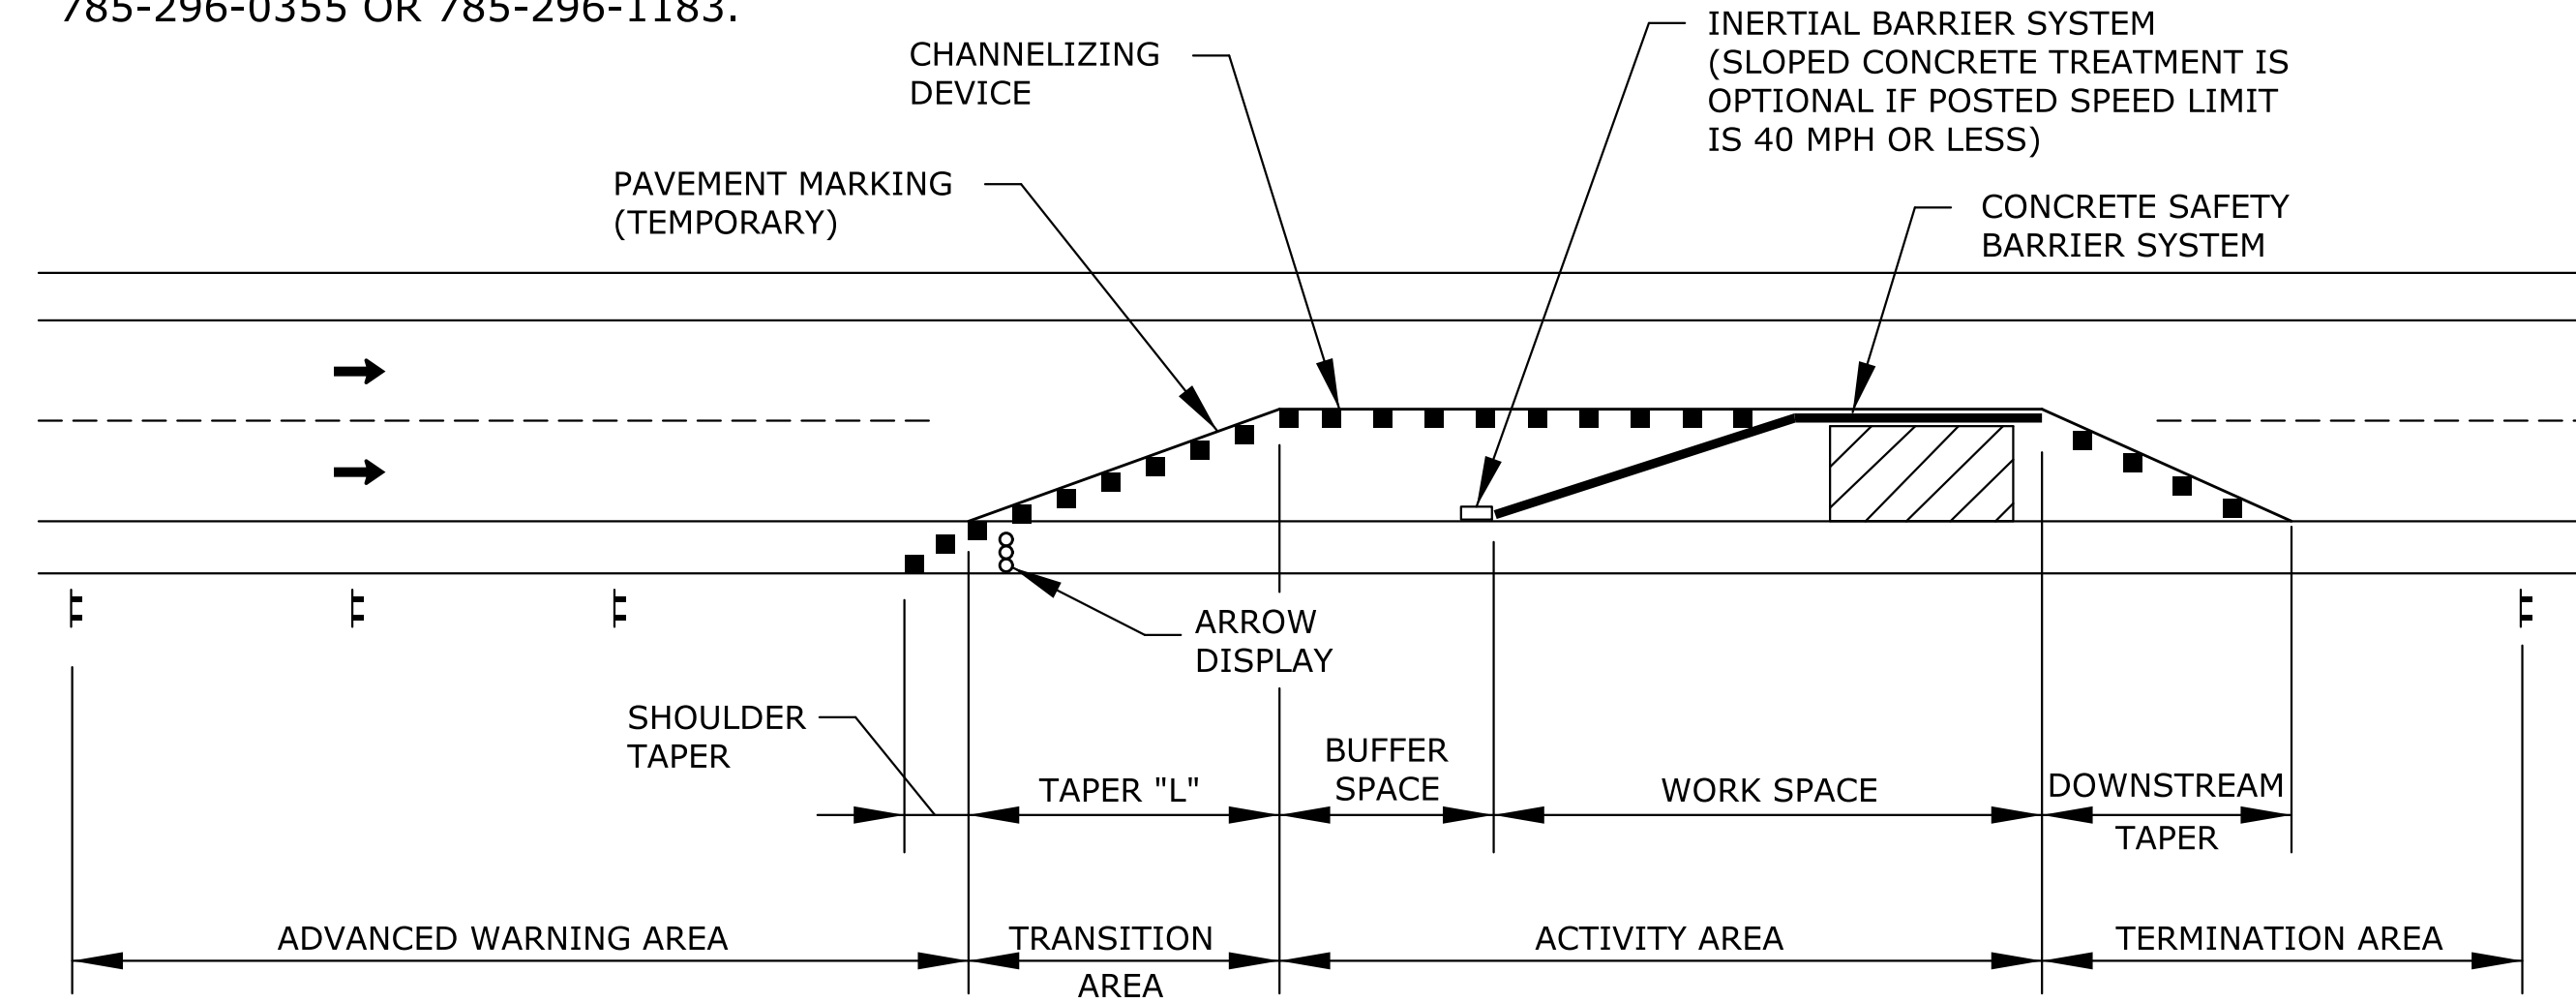 785-296-0355 OR 785-296-1183.
INERTIAL BARRIER SYSTEM
(SLOPED CONCRETE TREATMENT IS
OPTIONAL IF POSTED SPEED LIMIT
IS 40 MPH OR LESS)
CHANNELIZING
DEVICE
PAVEMENT MARKING
(TEMPORARY)
CONCRETE SAFETY
BARRIER SYSTEM
ARROW
DISPLAY
SHOULDER
TAPER
TAPER "L"
BUFFER
SPACE
WORK SPACE
DOWNSTREAM
TAPER
ADVANCED WARNING AREA
TRANSITION
AREA
ACTIVITY AREA
TERMINATION AREA